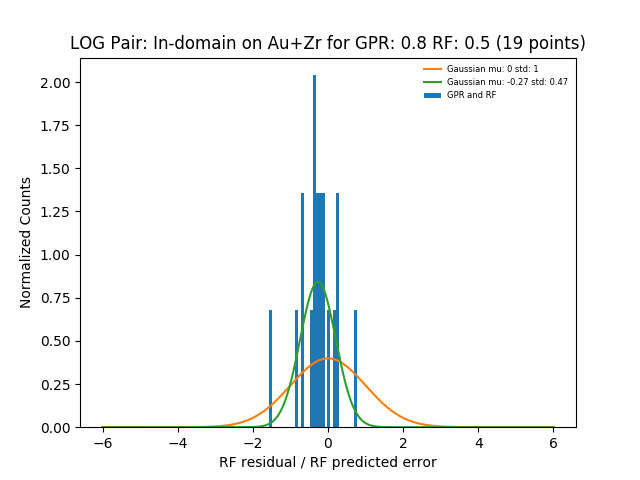 LOG Pair: In-domain on Au+Zr for GPR: 0.8 RF: 0.5 (19 points)
Gaussian mu: 0 std: 1
Gaussian mu: -0.27 std: 0.47
GPR and RF
Normalized Counts
2.00
1.75
1.50
1.25
1.00
0.75
0.50
0.25
0.00
−6 −4 −2 0 2 4 6
RF residual / RF predicted error